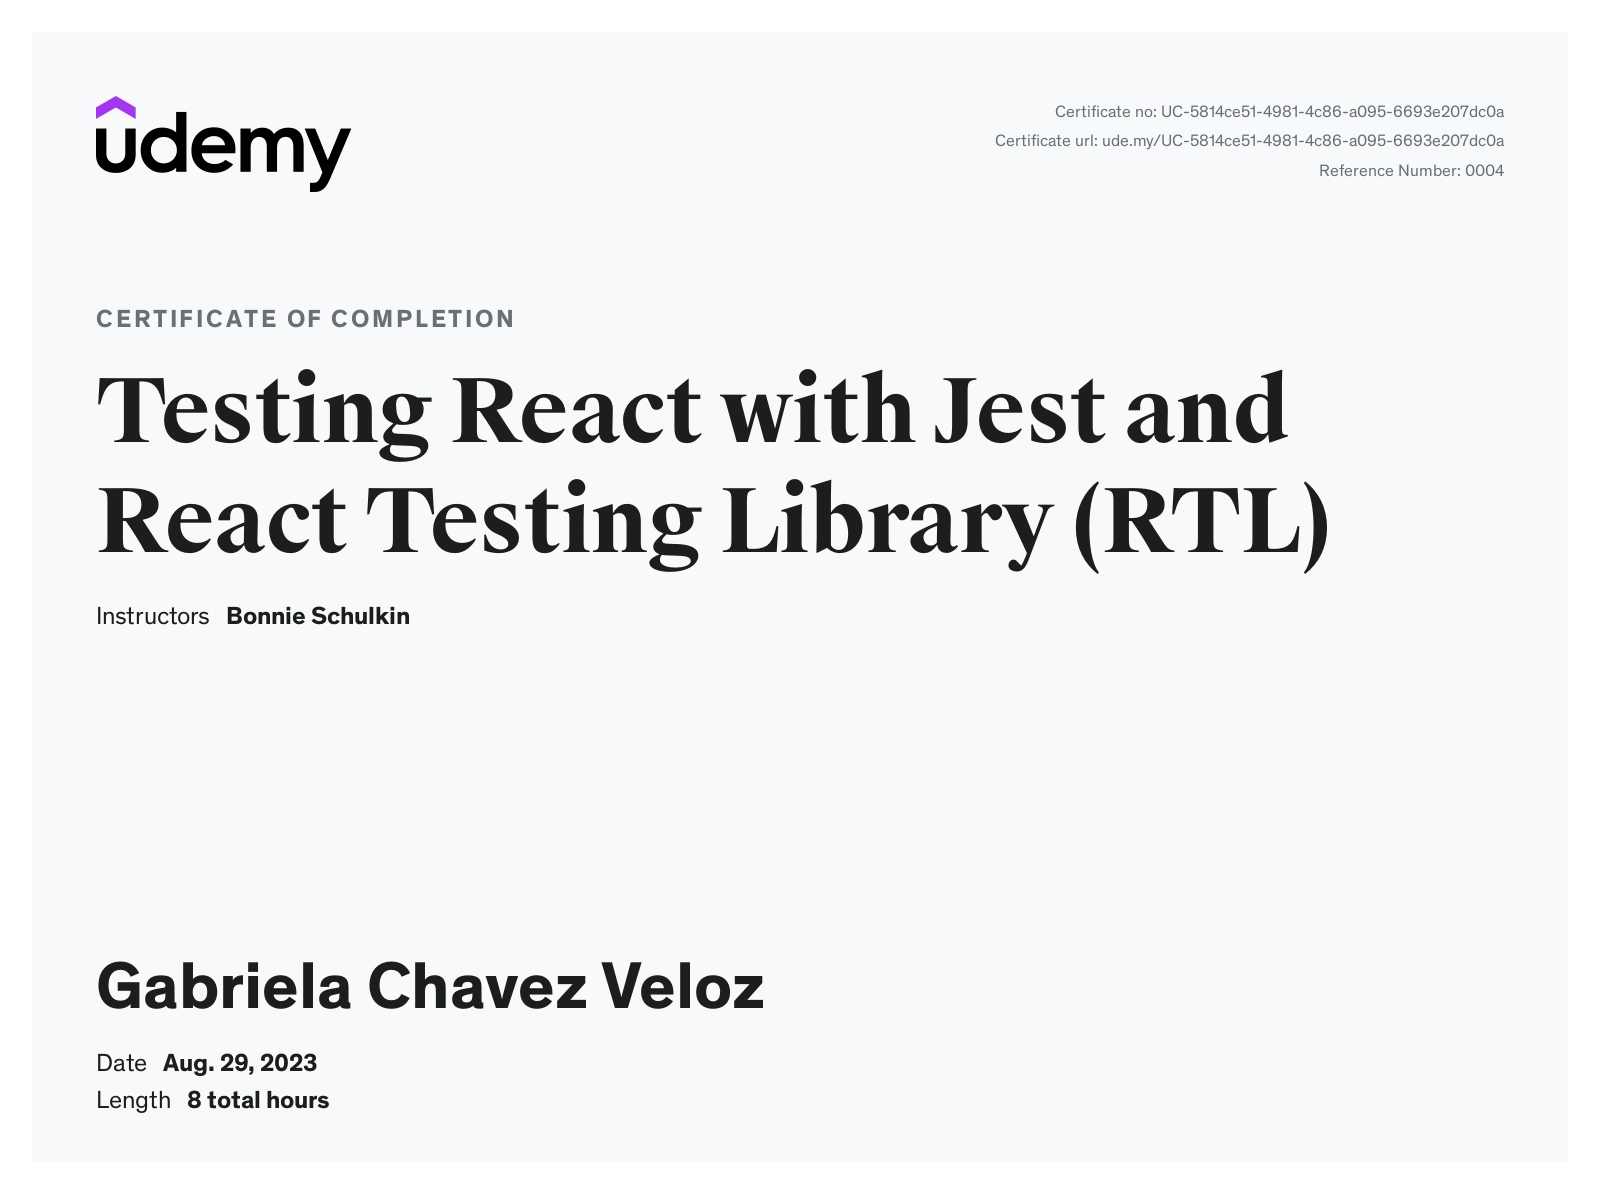 udemy
Certificate no: UC-5814ce51-4981-4c86-a095-6693e207dc0a
Certificate url: ude.my/UC-5814ce51-4981-4c86-a095-6693e207dc0a
Reference Number: 0004
CERTIFICATE OF COMPLETION
Testing React with Jest and
React Testing Library (RTL)
Instructors Bonnie Schulkin
Gabriela Chavez Veloz
Date Aug. 29, 2023
Length 8 total hours